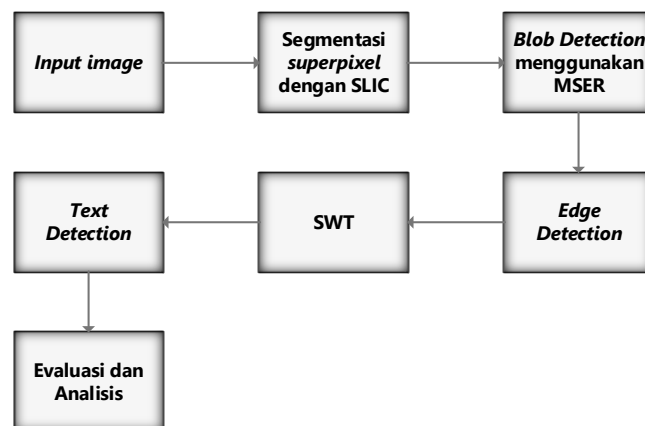 Input image
Segmentasi
superpixel
dengan SLIC
Blob Detection
menggunakan
MSER
Edge
Detection
SWT
Text
Detection
Evaluasi dan
Analisis